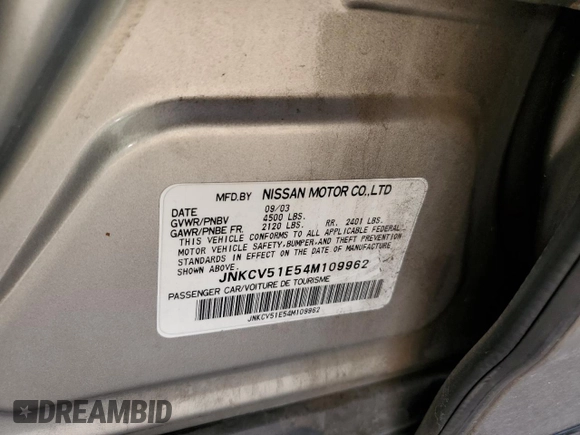 MFD.BY NISSAN MOTOR CO.,LTD
DATE 09/03
GVWR/PNBV 4500 LBS.
GAWR/PNBE FR. 2120 LBS. RR. 2401 LBS.
THIS VEHICLE CONFORMS TO ALL APPLICABLE FEDERAL
MOTOR VEHICLE SAFETY,BUMPER,AND THEFT PREVENTION
STANDARDS IN EFFECT ON THE DATE OF MANUFACTURE
SHOWN ABOVE.
JNKCV51E54M109962
PASSENGER CAR/VOITURE DE TOURISME
JNKCV51E54M109962
DREAMBID